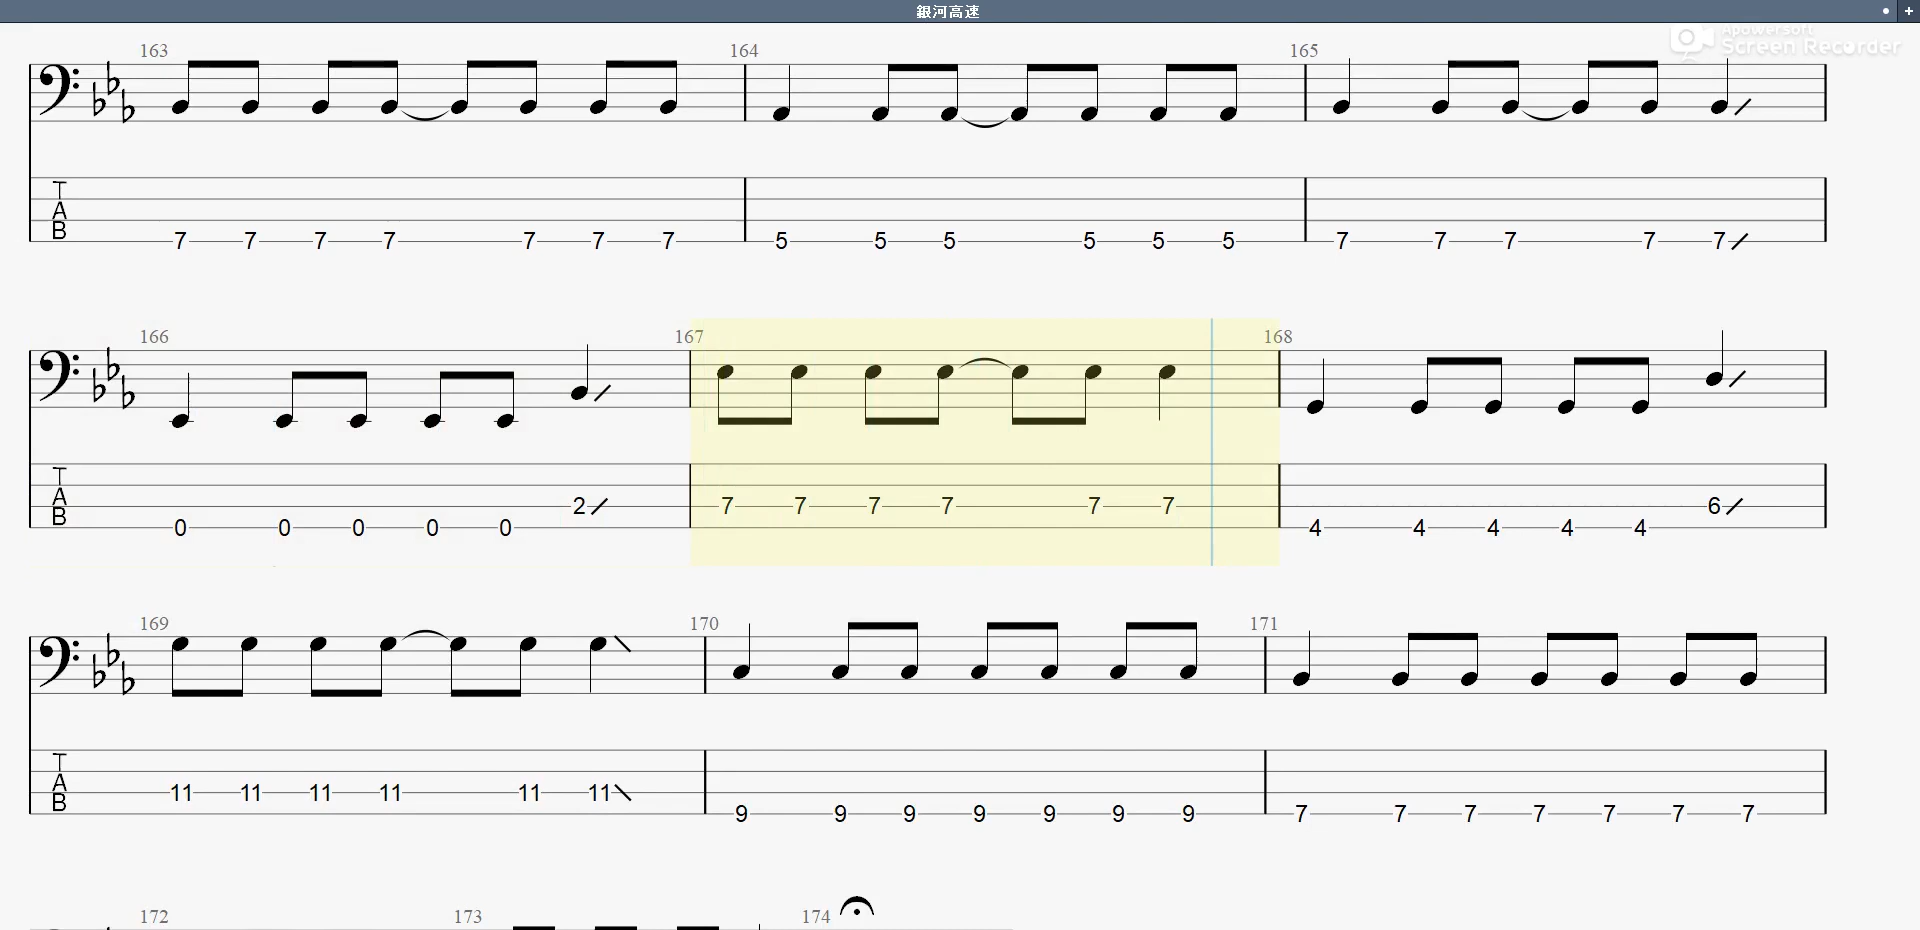 銀河高速
Apowersoft
Screen Recorder
163 164 165
T
A
B
7 7 7 7 7 7 7 5 5 5 5 5 5 7 7 7 7 7
166 167 168
T
A
B
0 0 0 0 0 2 7 7 7 7 7 7 4 4 4 4 4 6
169 170 171
T
A
B
11 11 11 11 11 11 9 9 9 9 9 9 9 7 7 7 7 7 7 7
172 173 174